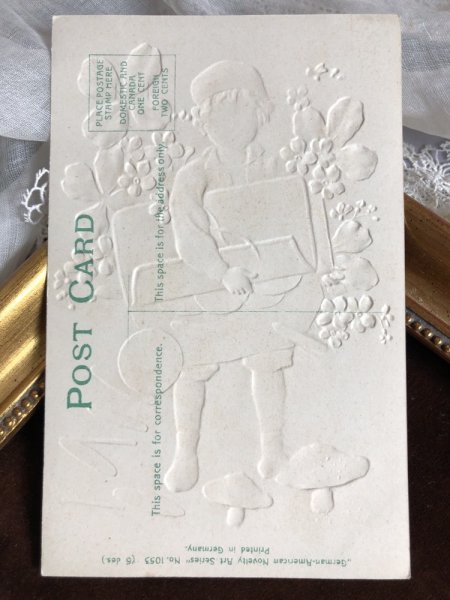 POST CARD
PLACE POSTAGE
STAMP HERE
DOMESTIC AND
CANADA
ONE CENT
FOREIGN
TWO CENTS
This space is for correspondence.
This space is for the address only.
„German-American Novelty Art Series" No. 1053 (6 des.)
Printed in Germany.